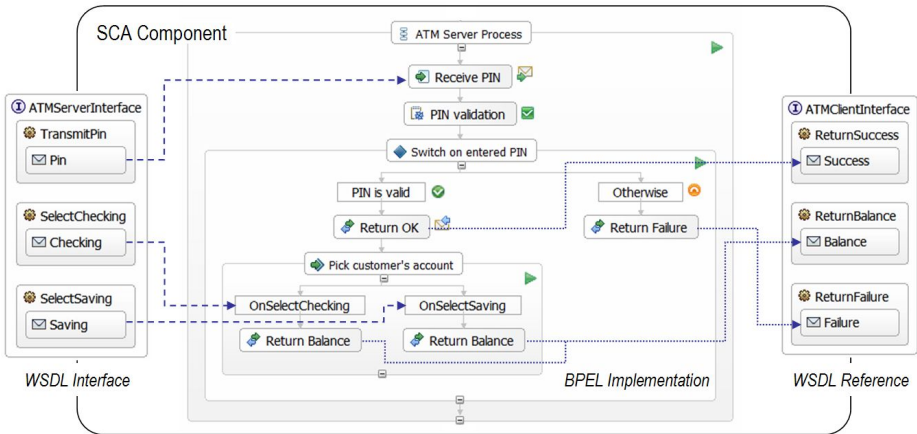 SCA Component
ATM Server Process
Receive PIN
ATMServerInterface
TransmitPin
Pin
SelectChecking
Checking
SelectSaving
Saving
WSDL Interface
PIN validation
Switch on entered PIN
PIN is valid
Otherwise
Return OK
Return Failure
Pick customer's account
OnSelectChecking
OnSelectSaving
Return Balance
Return Balance
BPEL Implementation
ATMClientInterface
ReturnSuccess
Success
ReturnBalance
Balance
ReturnFailure
Failure
WSDL Reference